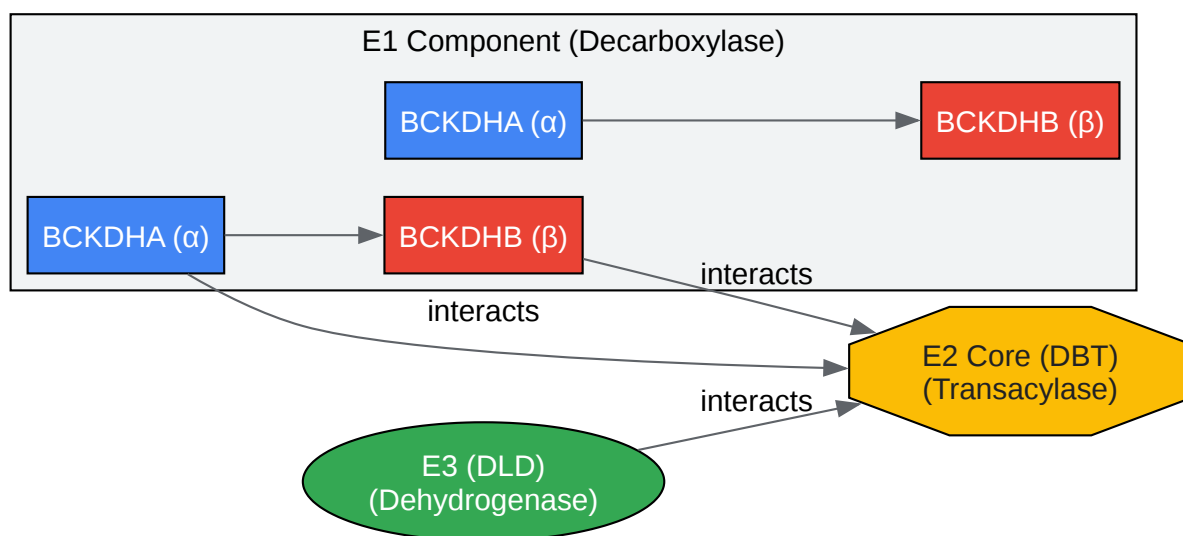 E1 Component (Decarboxylase)
BCKDHA (α)
BCKDHB (β)
BCKDHA (α)
BCKDHB (β)
interacts
interacts
E2 Core (DBT)
(Transacylase)
interacts
E3 (DLD)
(Dehydrogenase)